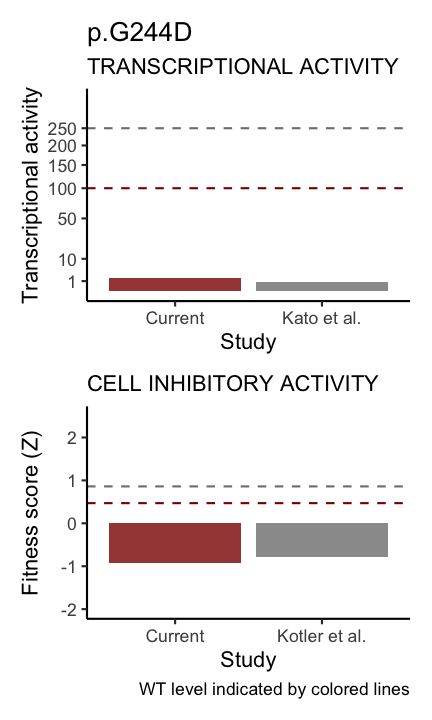 p.G244D
TRANSCRIPTIONAL ACTIVITY
Transcriptional activity
250
200
150
100
50
10
1
Current
Kato et al.
Study
CELL INHIBITORY ACTIVITY
Fitness score (Z)
2
1
0
-1
-2
Current
Kotler et al.
Study
WT level indicated by colored lines